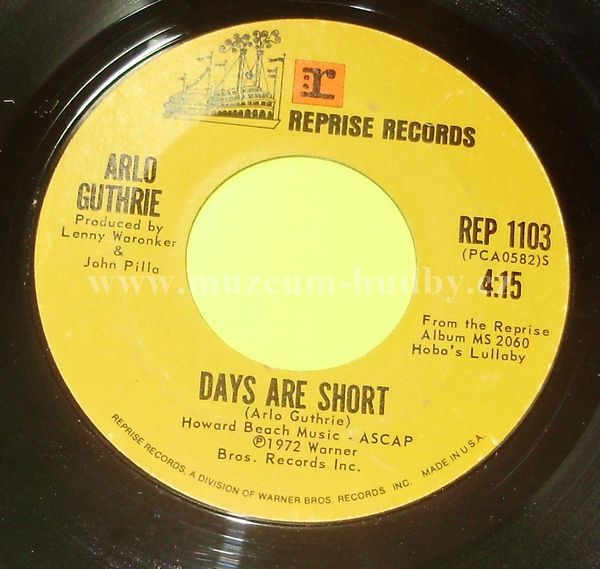 r
REPRISE RECORDS
ARLO
GUTHRIE
Produced by
Lenny Waronker
&
John Pilla
REP 1103
(PCA0582)S
4:15
From the Reprise
Album MS 2060
Hobo's Lullaby
www.muzeum-hudby.cz
DAYS ARE SHORT
(Arlo Guthrie)
Howard Beach Music - ASCAP
℗1972 Warner
Bros. Records Inc.
REPRISE RECORDS, A DIVISION OF WARNER BROS. RECORDS INC. MADE IN U.S.A.